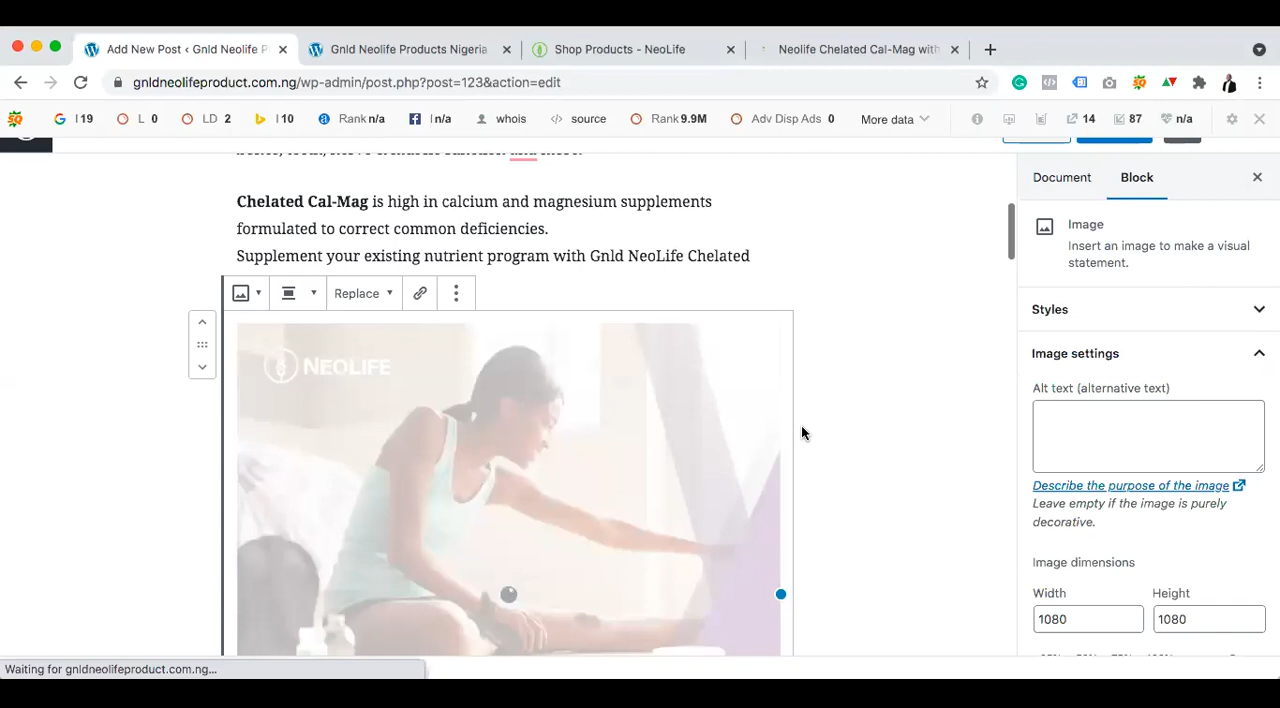 Add New Post ‹ Gnld Neolife P
Gnld Neolife Products Nigeria
Shop Products - NeoLife
Neolife Chelated Cal-Mag with
gnldneolifeproduct.com.ng/wp-admin/post.php?post=123&action=edit
SQ
I 19
L 0
LD 2
I 10
Rank n/a
I n/a
whois
source
Rank 9.9M
Adv Disp Ads 0
More data
14
87
n/a
Chelated Cal-Mag is high in calcium and magnesium supplements
formulated to correct common deficiencies.
Supplement your existing nutrient program with Gnld NeoLife Chelated
Replace
NEOLIFE
Document
Block
Image
Insert an image to make a visual
statement.
Styles
Image settings
Alt text (alternative text)
Describe the purpose of the image
Leave empty if the image is purely
decorative.
Image dimensions
Width
Height
1080
1080
Waiting for gnldneolifeproduct.com.ng...